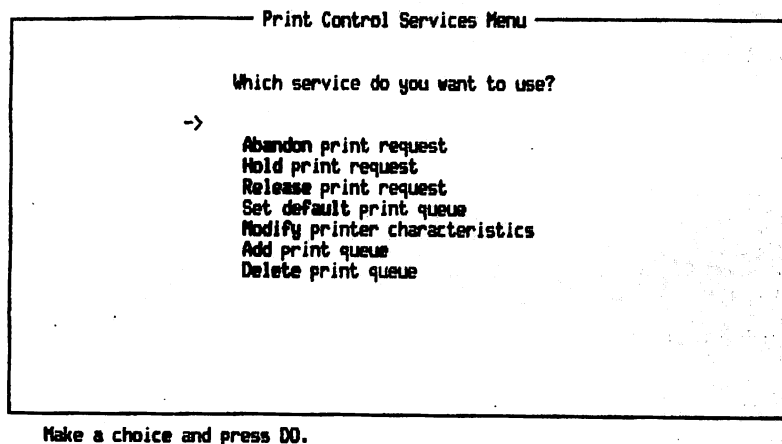 Print Control Services Menu
Which service do you want to use?
->
Abandon print request
Hold print request
Release print request
Set default print queue
Modify printer characteristics
Add print queue
Delete print queue
Make a choice and press DO.